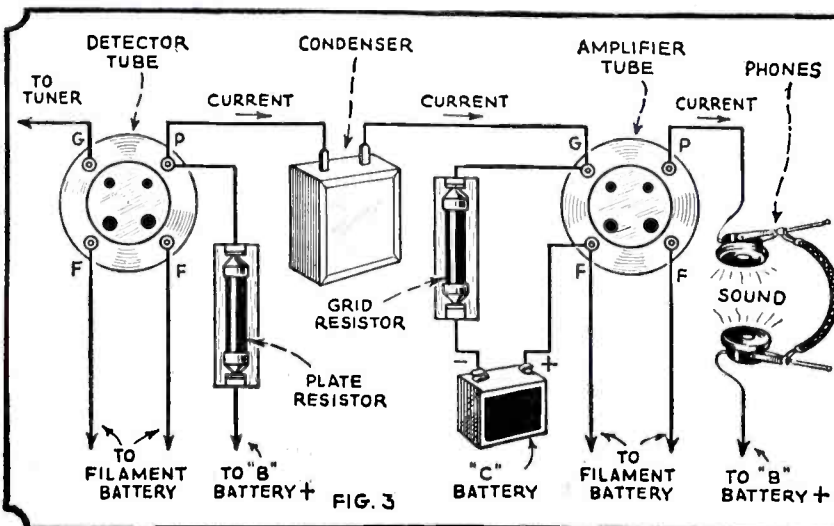 DETECTOR
TUBE
CONDENSER
AMPLIFIER
TUBE
PHONES
TO
TUNER
CURRENT
CURRENT
CURRENT
G
P
G
P
F
F
F
F
GRID
RESISTOR
SOUND
PLATE
RESISTOR
-
+
TO
FILAMENT
BATTERY
TO "B"
BATTERY +
FIG. 3
"C"
BATTERY
TO
FILAMENT
BATTERY
TO "B"
BATTERY +